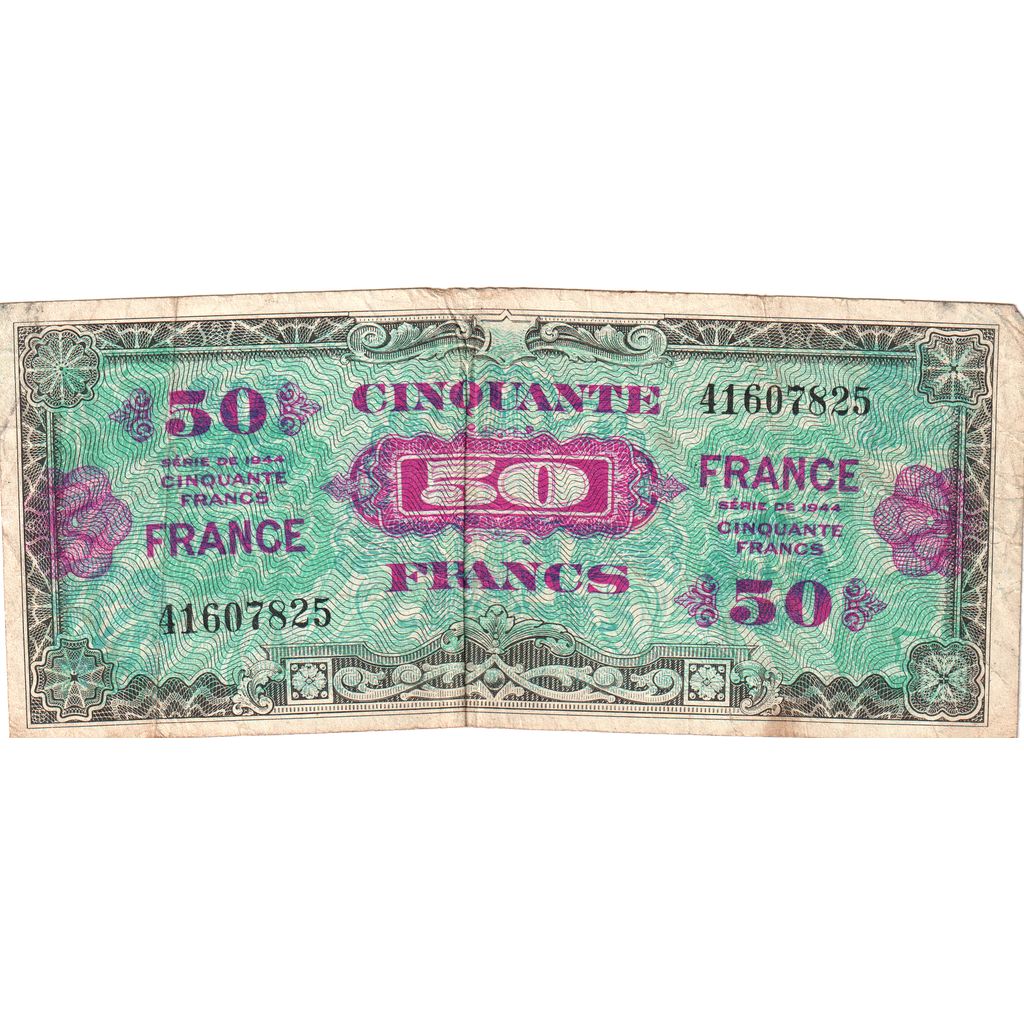 50
SÉRIE DE 1944
CINQUANTE
FRANCS
FRANCE
41607825
CINQUANTE
50
FRANCS
41607825
FRANCE
SÉRIE DE 1944
CINQUANTE
FRANCS
50